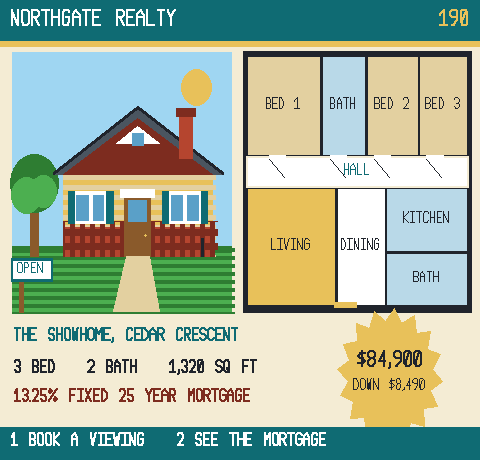 NORTHGATE REALTY 190
BED 1 BATH BED 2 BED 3
HALL
LIVING DINING KITCHEN
BATH
OPEN
THE SHOWHOME, CEDAR CRESCENT
3 BED 2 BATH 1,320 SQ FT
13.25% FIXED 25 YEAR MORTGAGE
$84,900
DOWN $8,490
1 BOOK A VIEWING 2 SEE THE MORTGAGE